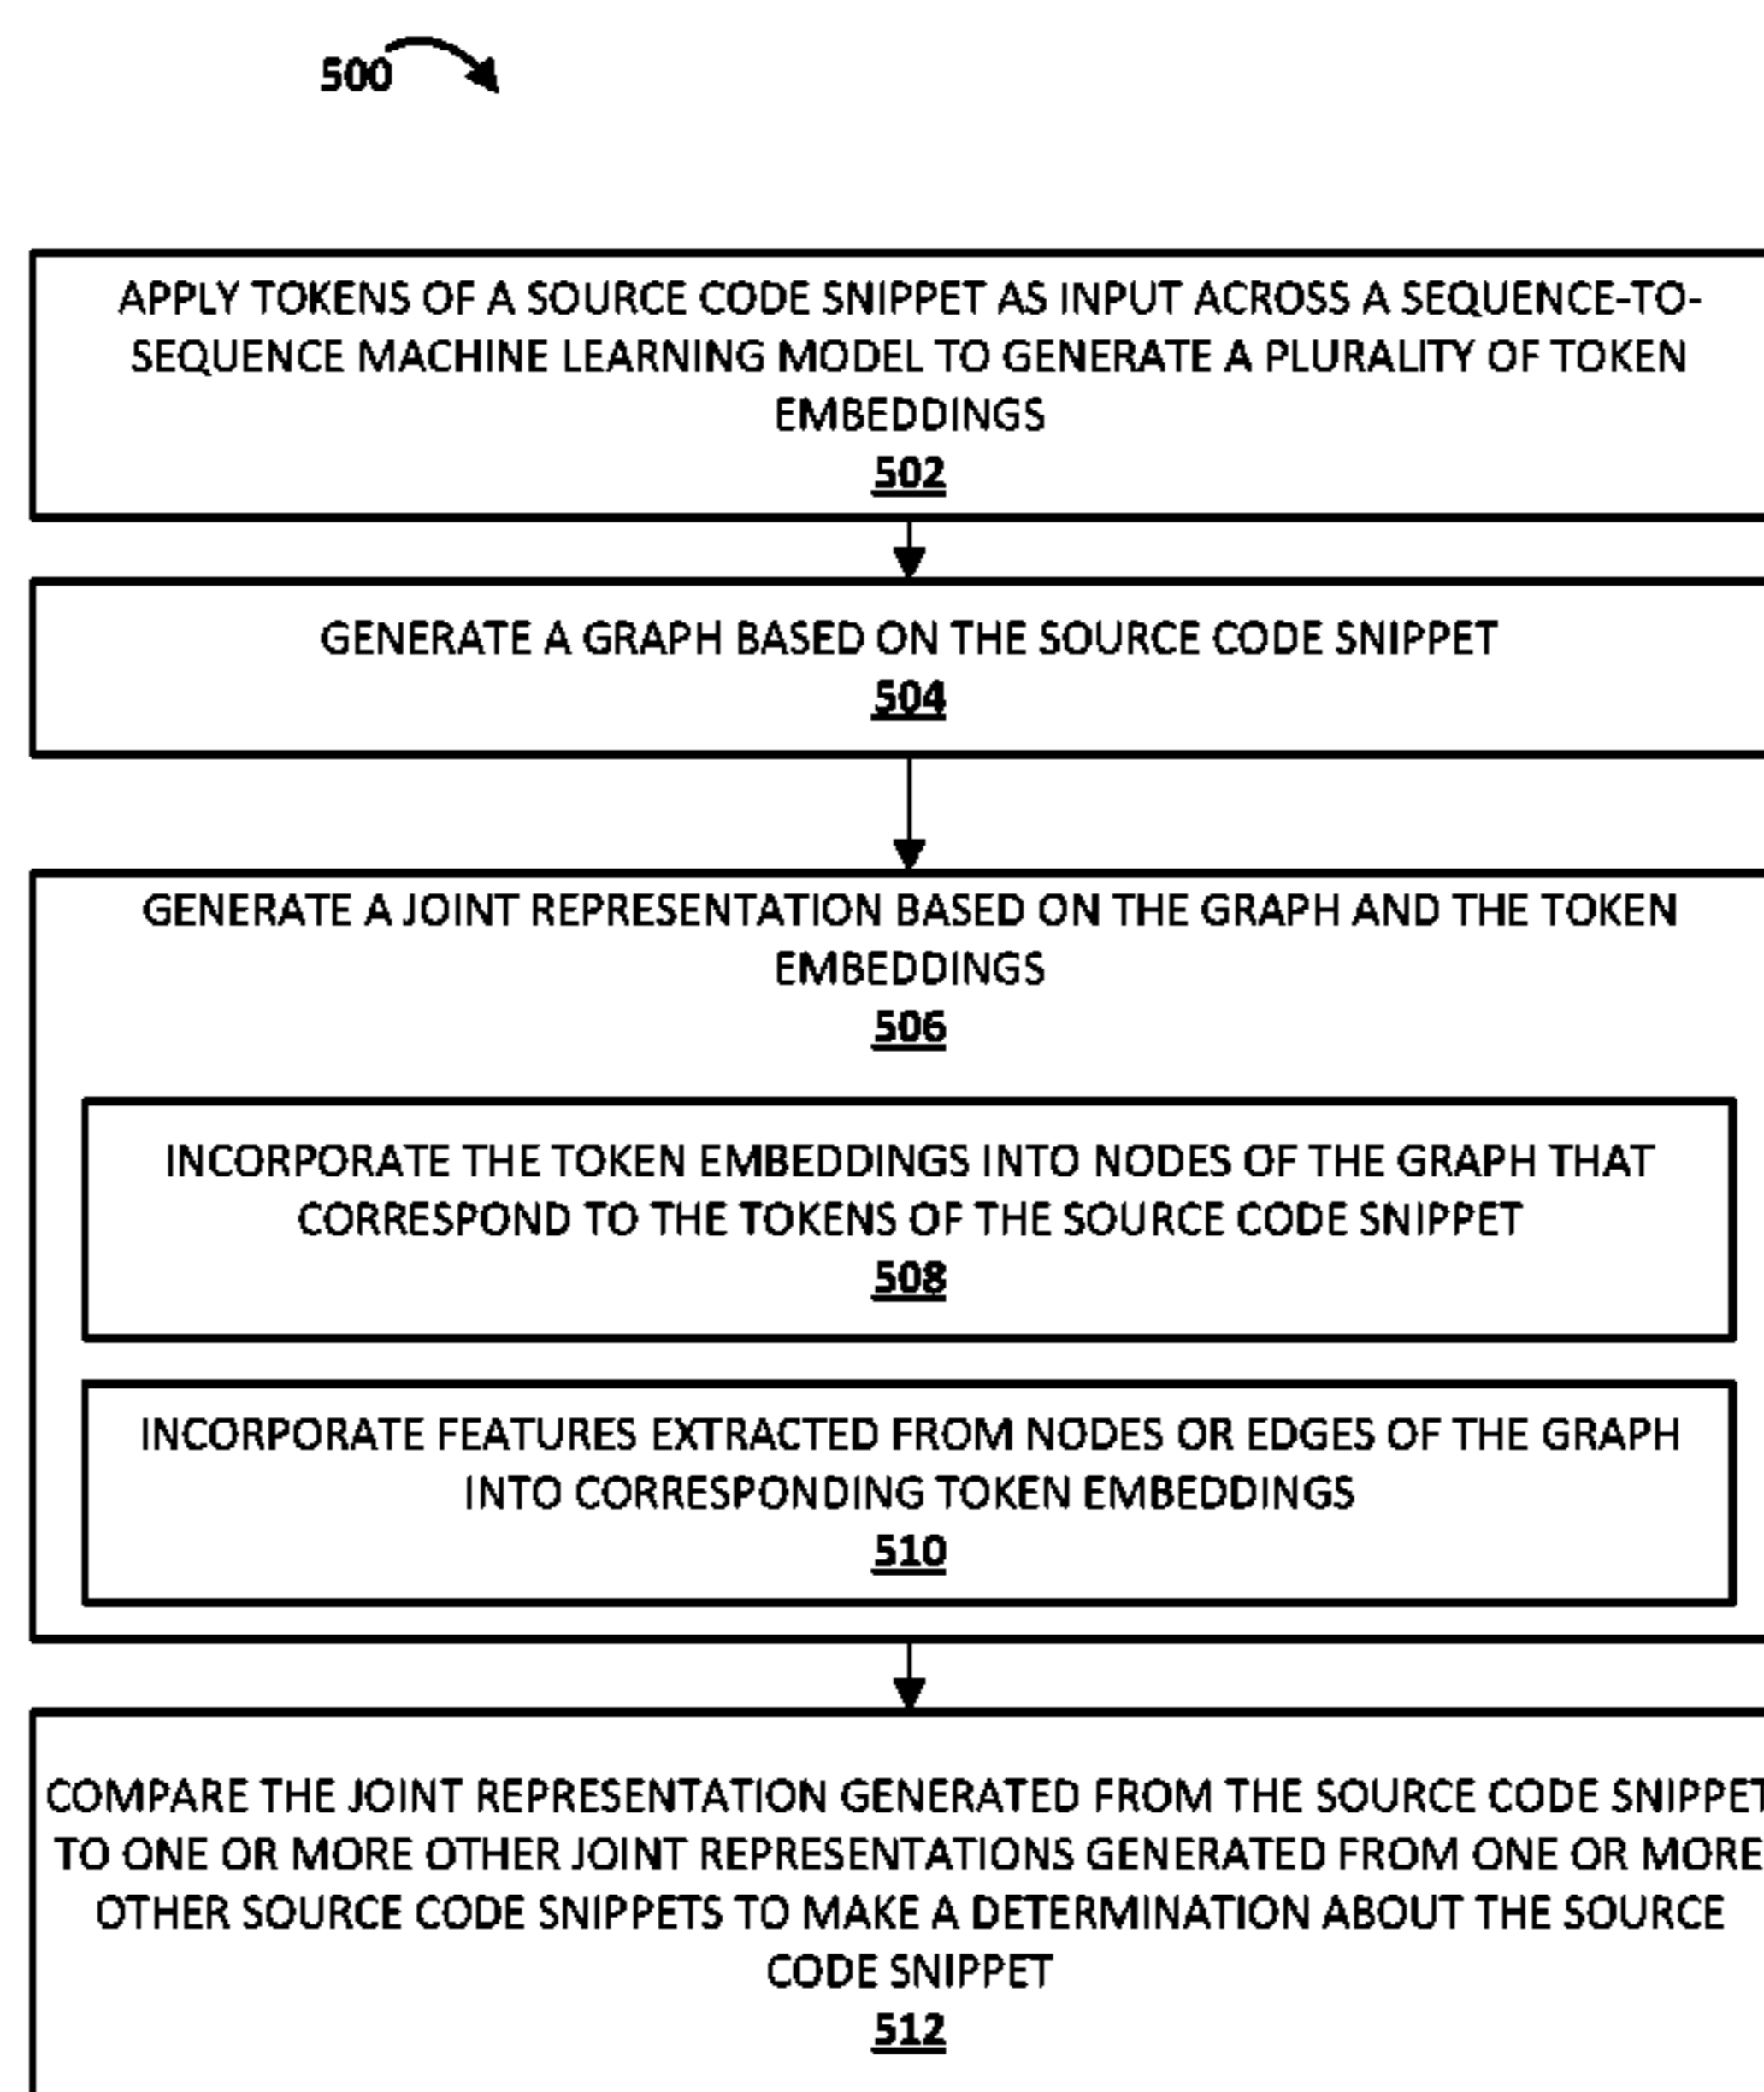 500
APPLY TOKENS OF A SOURCE CODE SNIPPET AS INPUT ACROSS A SEQUENCE-TO-
SEQUENCE MACHINE LEARNING MODEL TO GENERATE A PLURALITY OF TOKEN
EMBEDDINGS
502
GENERATE A GRAPH BASED ON THE SOURCE CODE SNIPPET
504
GENERATE A JOINT REPRESENTATION BASED ON THE GRAPH AND THE TOKEN
EMBEDDINGS
506
INCORPORATE THE TOKEN EMBEDDINGS INTO NODES OF THE GRAPH THAT
CORRESPOND TO THE TOKENS OF THE SOURCE CODE SNIPPET
508
INCORPORATE FEATURES EXTRACTED FROM NODES OR EDGES OF THE GRAPH
INTO CORRESPONDING TOKEN EMBEDDINGS
510
COMPARE THE JOINT REPRESENTATION GENERATED FROM THE SOURCE CODE SNIPPET
TO ONE OR MORE OTHER JOINT REPRESENTATIONS GENERATED FROM ONE OR MORE
OTHER SOURCE CODE SNIPPETS TO MAKE A DETERMINATION ABOUT THE SOURCE
CODE SNIPPET
512